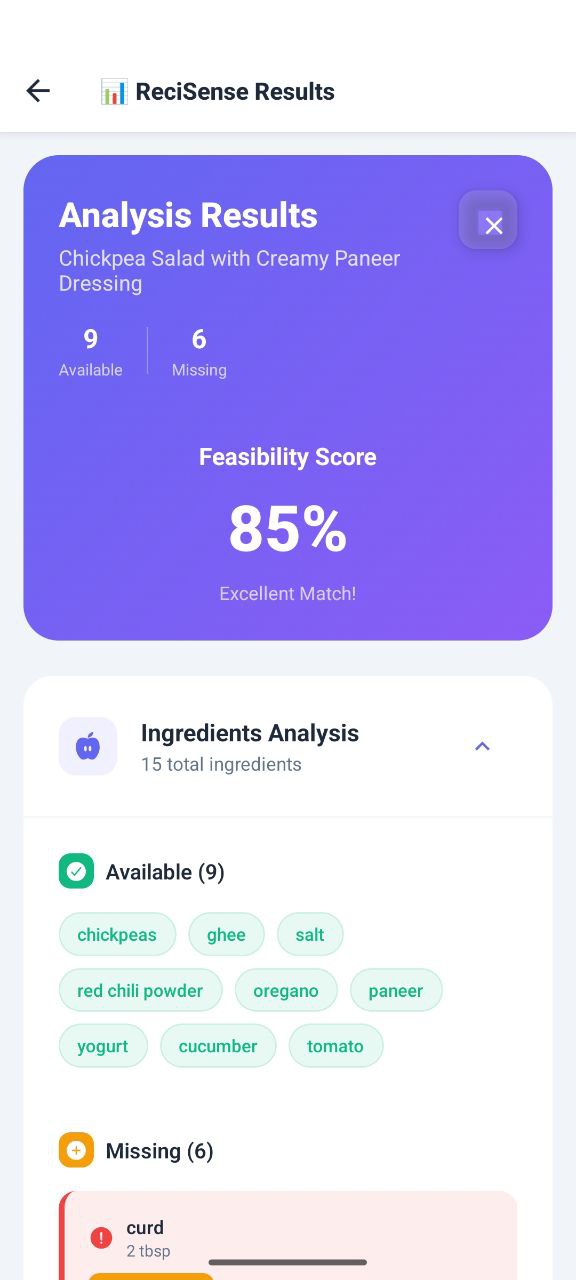 ReciSense Results
Analysis Results
Chickpea Salad with Creamy Paneer
Dressing
9
Available
6
Missing
Feasibility Score
85%
Excellent Match!
Ingredients Analysis
15 total ingredients
Available (9)
chickpeas ghee salt
red chili powder oregano paneer
yogurt cucumber tomato
Missing (6)
curd
2 tbsp